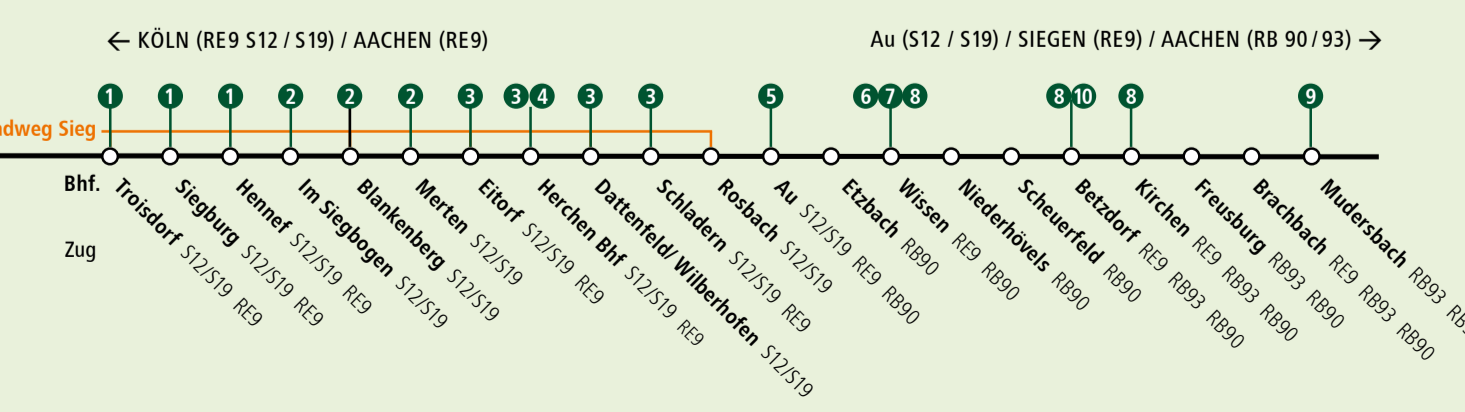 ← KÖLN (RE9 S12 / S19) / AACHEN (RE9)
Au (S12 / S19) / SIEGEN (RE9) / AACHEN (RB 90 / 93) →
1 1 1 2 2 2 3 3 4 3 3 5 6 7 8 8 10 8 9
Sieg
Bhf.
Zug
Troisdorf S12/S19 RE9
Siegburg S12/S19 RE9
Hennef S12/S19 RE9
Im Siegbogen S12/S19
Blankenberg S12/S19
Merten S12/S19
Eitorf S12/S19 RE9
Herchen Bhf S12/S19 RE9
Dattenfeld/ Wilberhofen S12/S19
Schladern S12/S19 RE9
Rosbach S12/S19
Au S12/S19 RE9 RB90
Etzbach RB90
Wissen RE9 RB90
Niederhövels RB90
Scheuerfeld RB90
Betzdorf RE9 RB93 RB90
Kirchen RE9 RB93 RB90
Freusburg RB93 RB90
Brachbach RE9 RB93 RB90
Mudersbach RB93